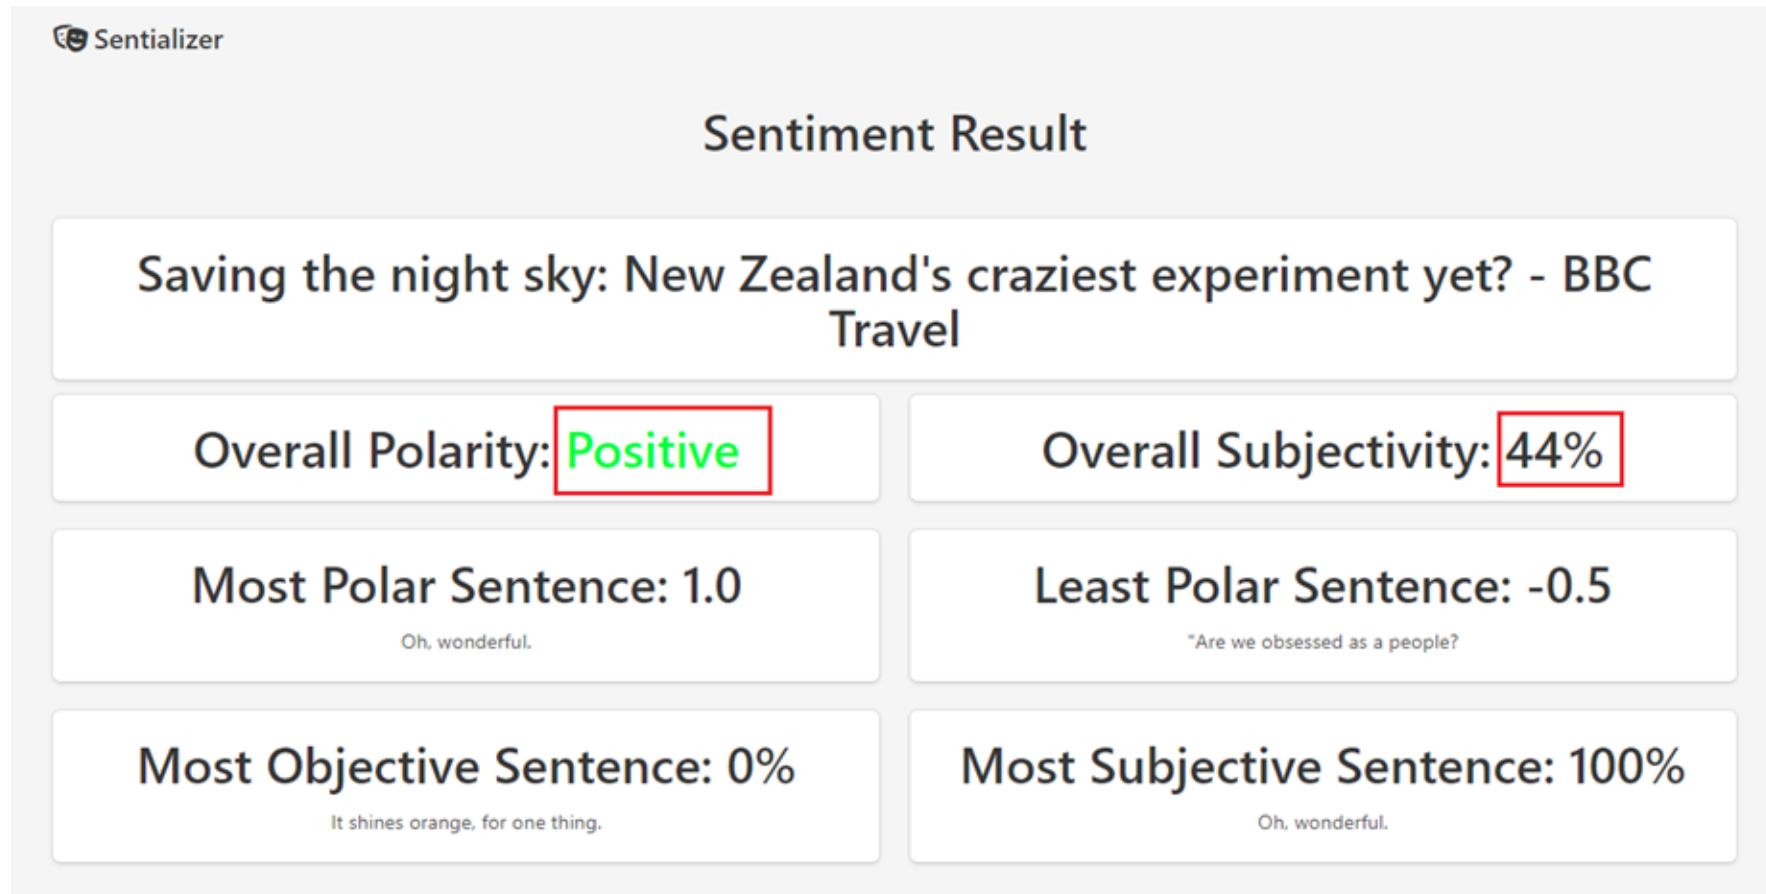 Sentializer
Sentiment Result
Saving the night sky: New Zealand's craziest experiment yet? - BBC
Travel
Overall Polarity: Positive
Overall Subjectivity: 44%
Most Polar Sentence: 1.0
Oh, wonderful.
Least Polar Sentence: -0.5
"Are we obsessed as a people?
Most Objective Sentence: 0%
It shines orange, for one thing.
Most Subjective Sentence: 100%
Oh, wonderful.